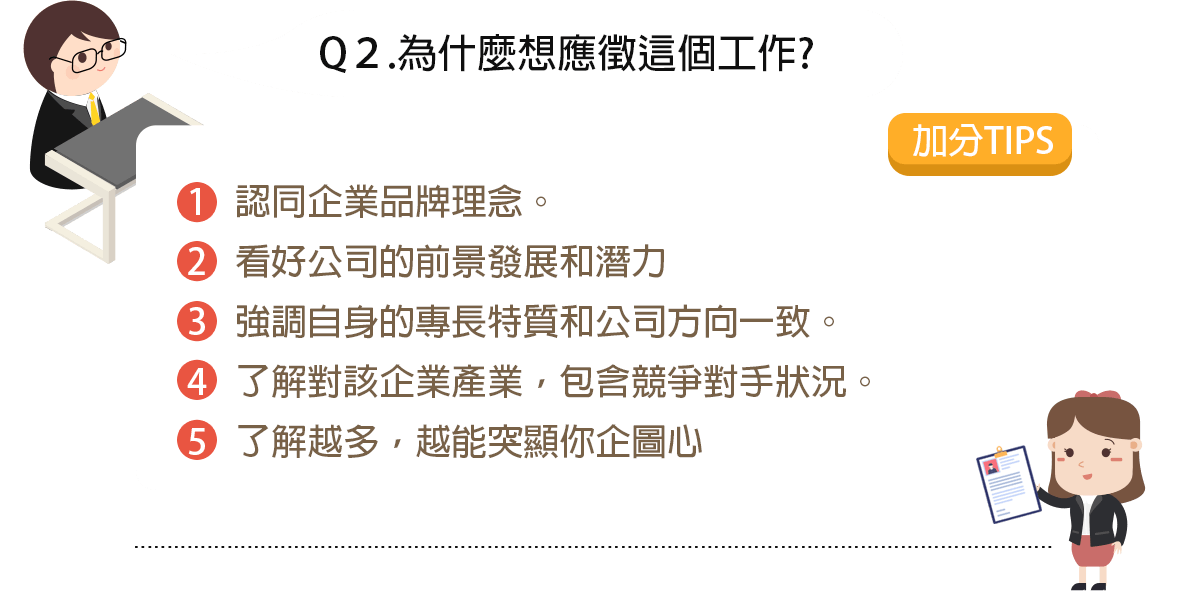 Q２.為什麼想應徵這個工作?
加分TIPS
1 認同企業品牌理念。
2 看好公司的前景發展和潛力
3 強調自身的專長特質和公司方向一致。
4 了解對該企業產業，包含競爭對手狀況。
5 了解越多，越能突顯你企圖心